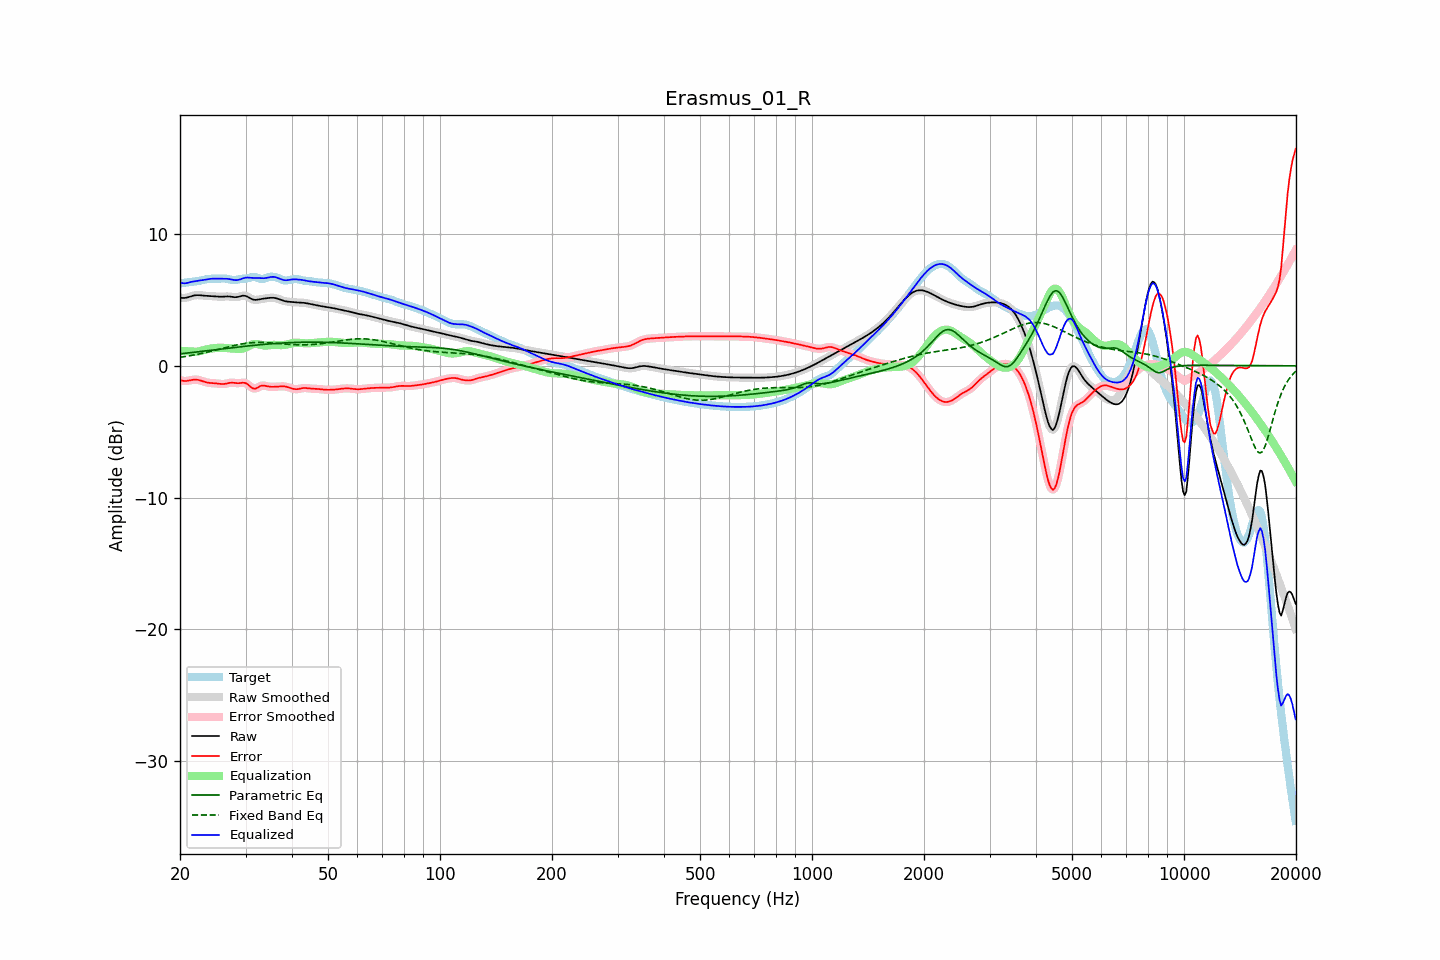 Erasmus_01_R
Amplitude (dBr)
10
0
−10
−20
−30
Target
Raw Smoothed
Error Smoothed
Raw
Error
Equalization
Parametric Eq
Fixed Band Eq
Equalized
20
50
100
200
500
1000
2000
5000
10000
20000
Frequency (Hz)